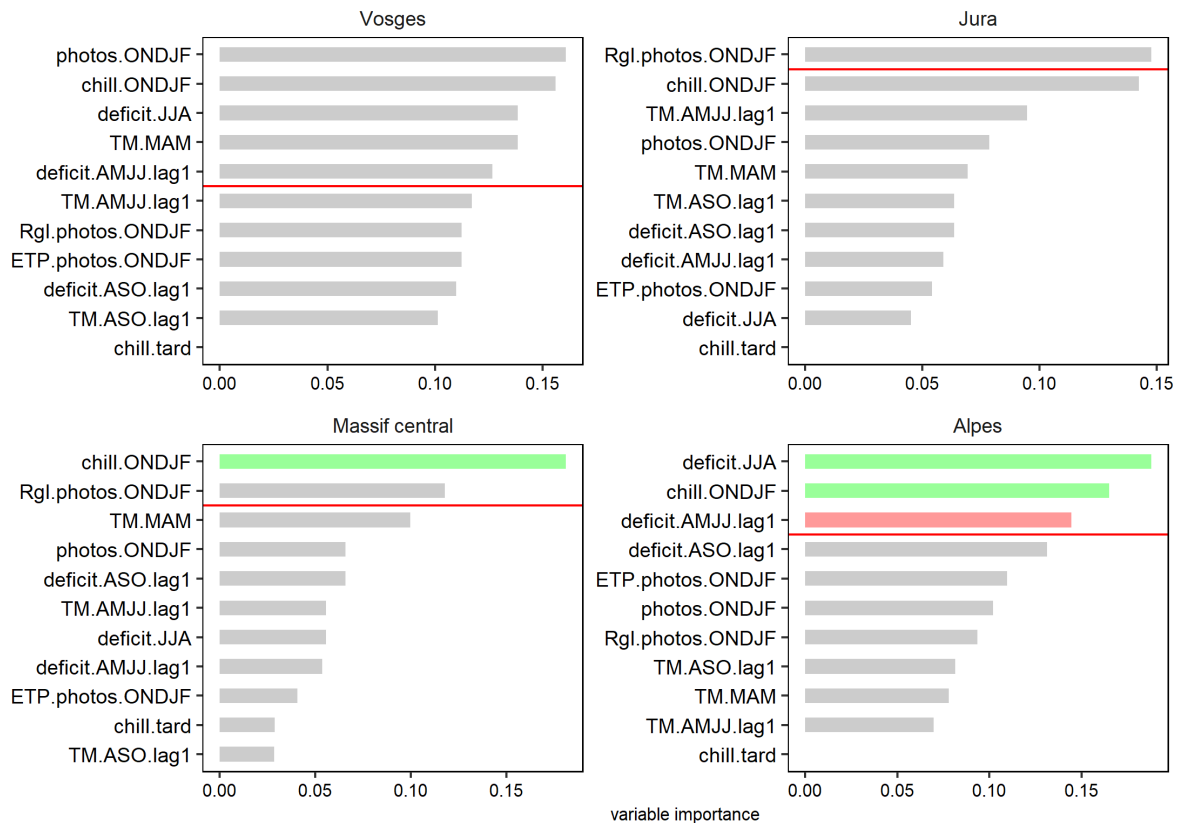 Vosges
photos.ONDJF
chill.ONDJF
deficit.JJA
TM.MAM
deficit.AMJJ.lag1
TM.AMJJ.lag1
Rgl.photos.ONDJF
ETP.photos.ONDJF
deficit.ASO.lag1
TM.ASO.lag1
chill.tard
0.00 0.05 0.10 0.15
Jura
Rgl.photos.ONDJF
chill.ONDJF
TM.AMJJ.lag1
photos.ONDJF
TM.MAM
TM.ASO.lag1
deficit.ASO.lag1
deficit.AMJJ.lag1
ETP.photos.ONDJF
deficit.JJA
chill.tard
0.00 0.05 0.10 0.15
Massif central
chill.ONDJF
Rgl.photos.ONDJF
TM.MAM
photos.ONDJF
deficit.ASO.lag1
TM.AMJJ.lag1
deficit.JJA
deficit.AMJJ.lag1
ETP.photos.ONDJF
chill.tard
TM.ASO.lag1
0.00 0.05 0.10 0.15
Alpes
deficit.JJA
chill.ONDJF
deficit.AMJJ.lag1
deficit.ASO.lag1
ETP.photos.ONDJF
photos.ONDJF
Rgl.photos.ONDJF
TM.ASO.lag1
TM.MAM
TM.AMJJ.lag1
chill.tard
0.00 0.05 0.10 0.15
variable importance